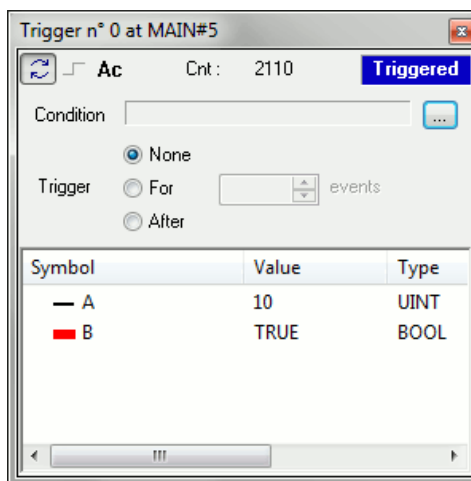 Trigger n° 0 at MAIN#5
Ac Cnt: 2110 Triggered
Condition ...
None
Trigger For events
After
Symbol Value Type
A 10 UINT
B TRUE BOOL